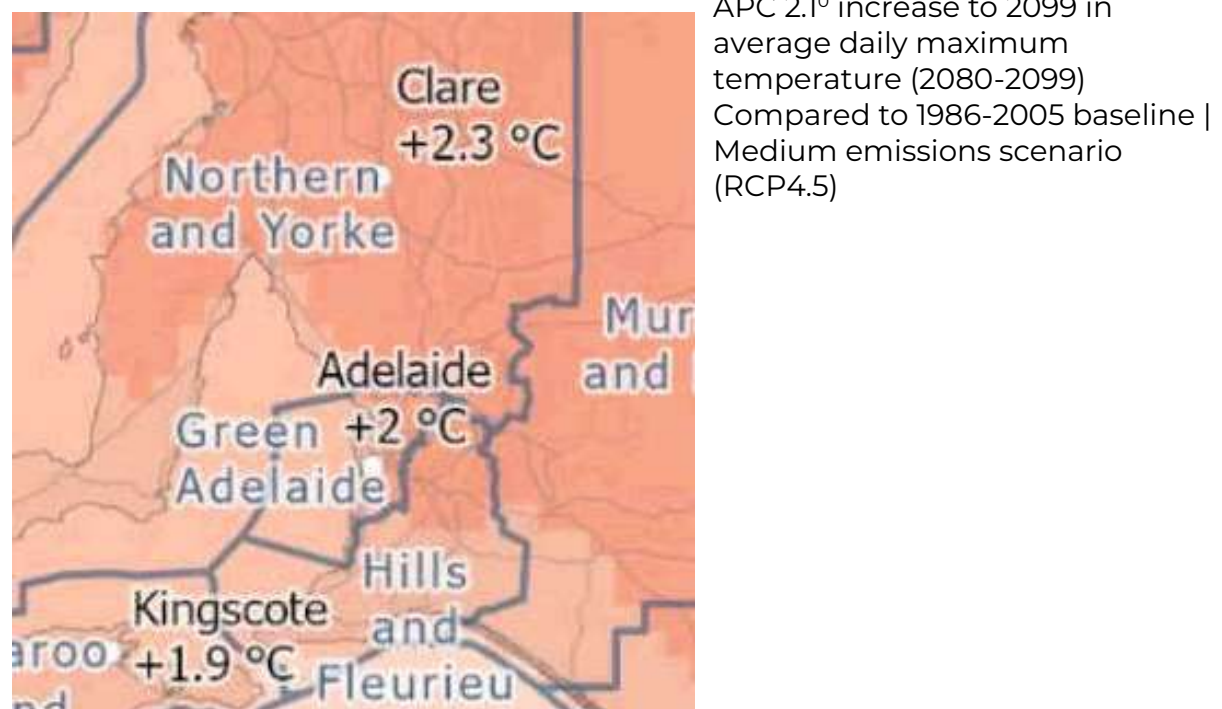 APC 2.1º increase to 2099 in
average daily maximum
temperature (2080-2099)
Compared to 1986-2005 baseline |
Medium emissions scenario
(RCP4.5)
Clare
+2.3 °C
Northern
and Yorke
Mur
and
Adelaide
+2 °C
Green
Adelaide
Hills
and
Fleurieu
Kingscote
+1.9 °C
aroo
nd